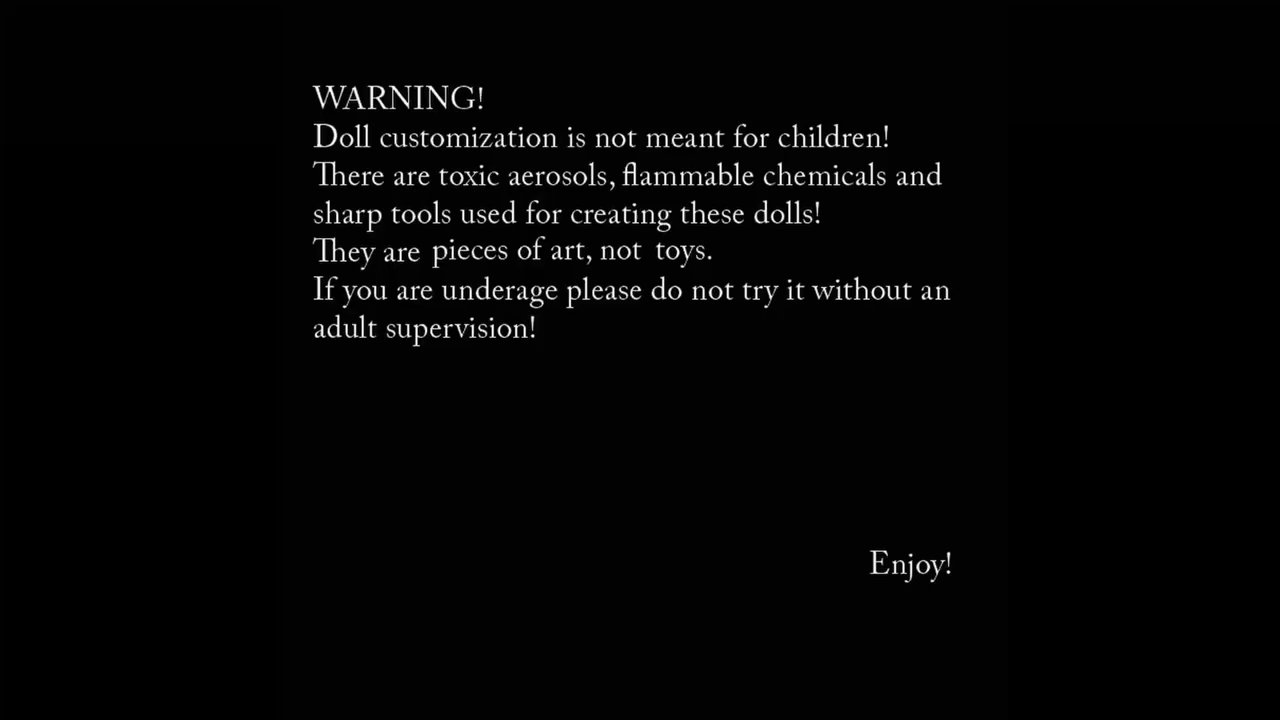 WARNING!
Doll customization is not meant for children!
There are toxic aerosols, flammable chemicals and
sharp tools used for creating these dolls!
They are pieces of art, not toys.
If you are underage please do not try it without an
adult supervision!
Enjoy!